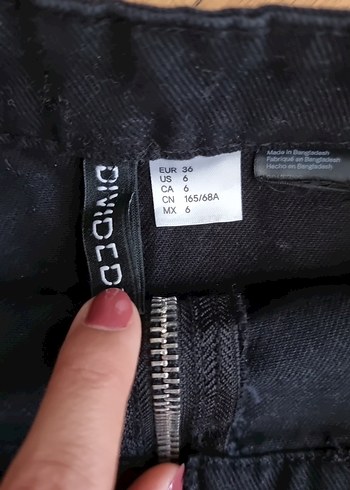 DIVIDED
EUR 36
US 6
CA 6
CN 165/68A
MX 6
Made in Bangladesh
Fabriqué en Bangladesh
Hecho en Bangladesh